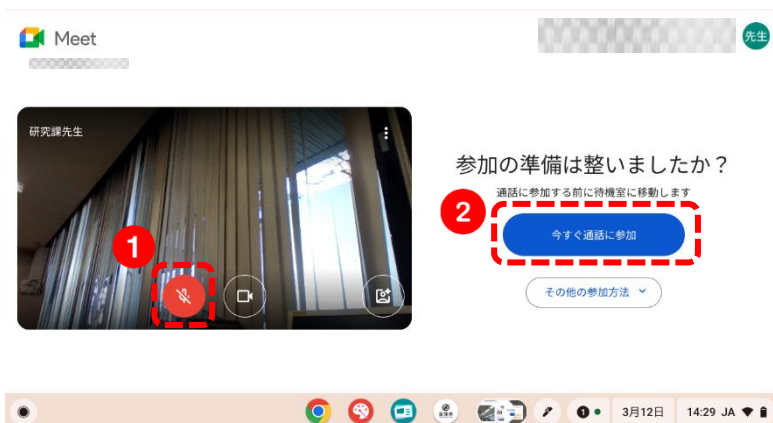 Meet
先生
研究課先生
参加の準備は整いましたか？
通話に参加する前に待機室に移動します
1
2
今すぐ通話に参加
その他の参加方法
1
3月12日
14:29 JA